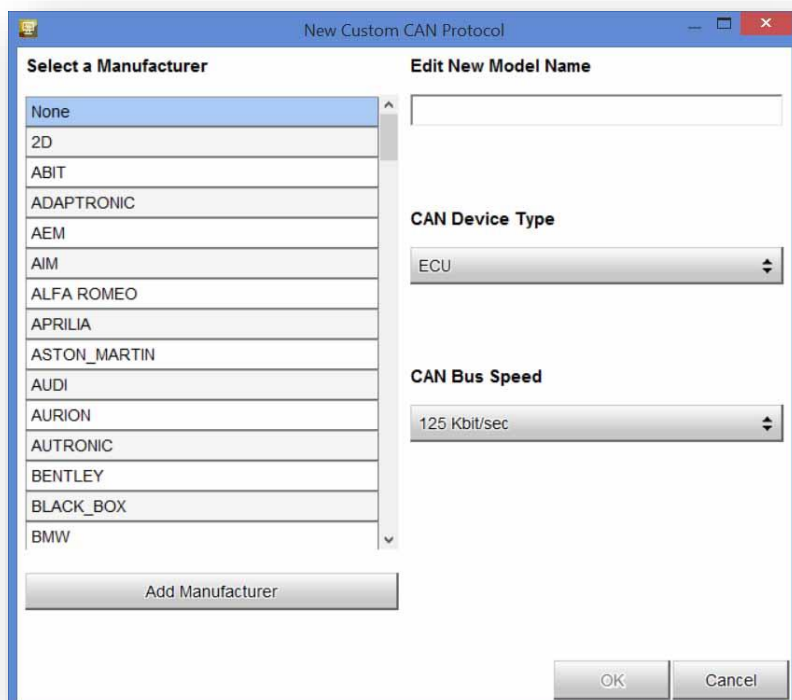 New Custom CAN Protocol
Select a Manufacturer
None
2D
ABIT
ADAPTRONIC
AEM
AIM
ALFA ROMEO
APRILIA
ASTON_MARTIN
AUDI
AURION
AUTRONIC
BENTLEY
BLACK_BOX
BMW
Add Manufacturer
Edit New Model Name
CAN Device Type
ECU
CAN Bus Speed
125 Kbit/sec
OK
Cancel